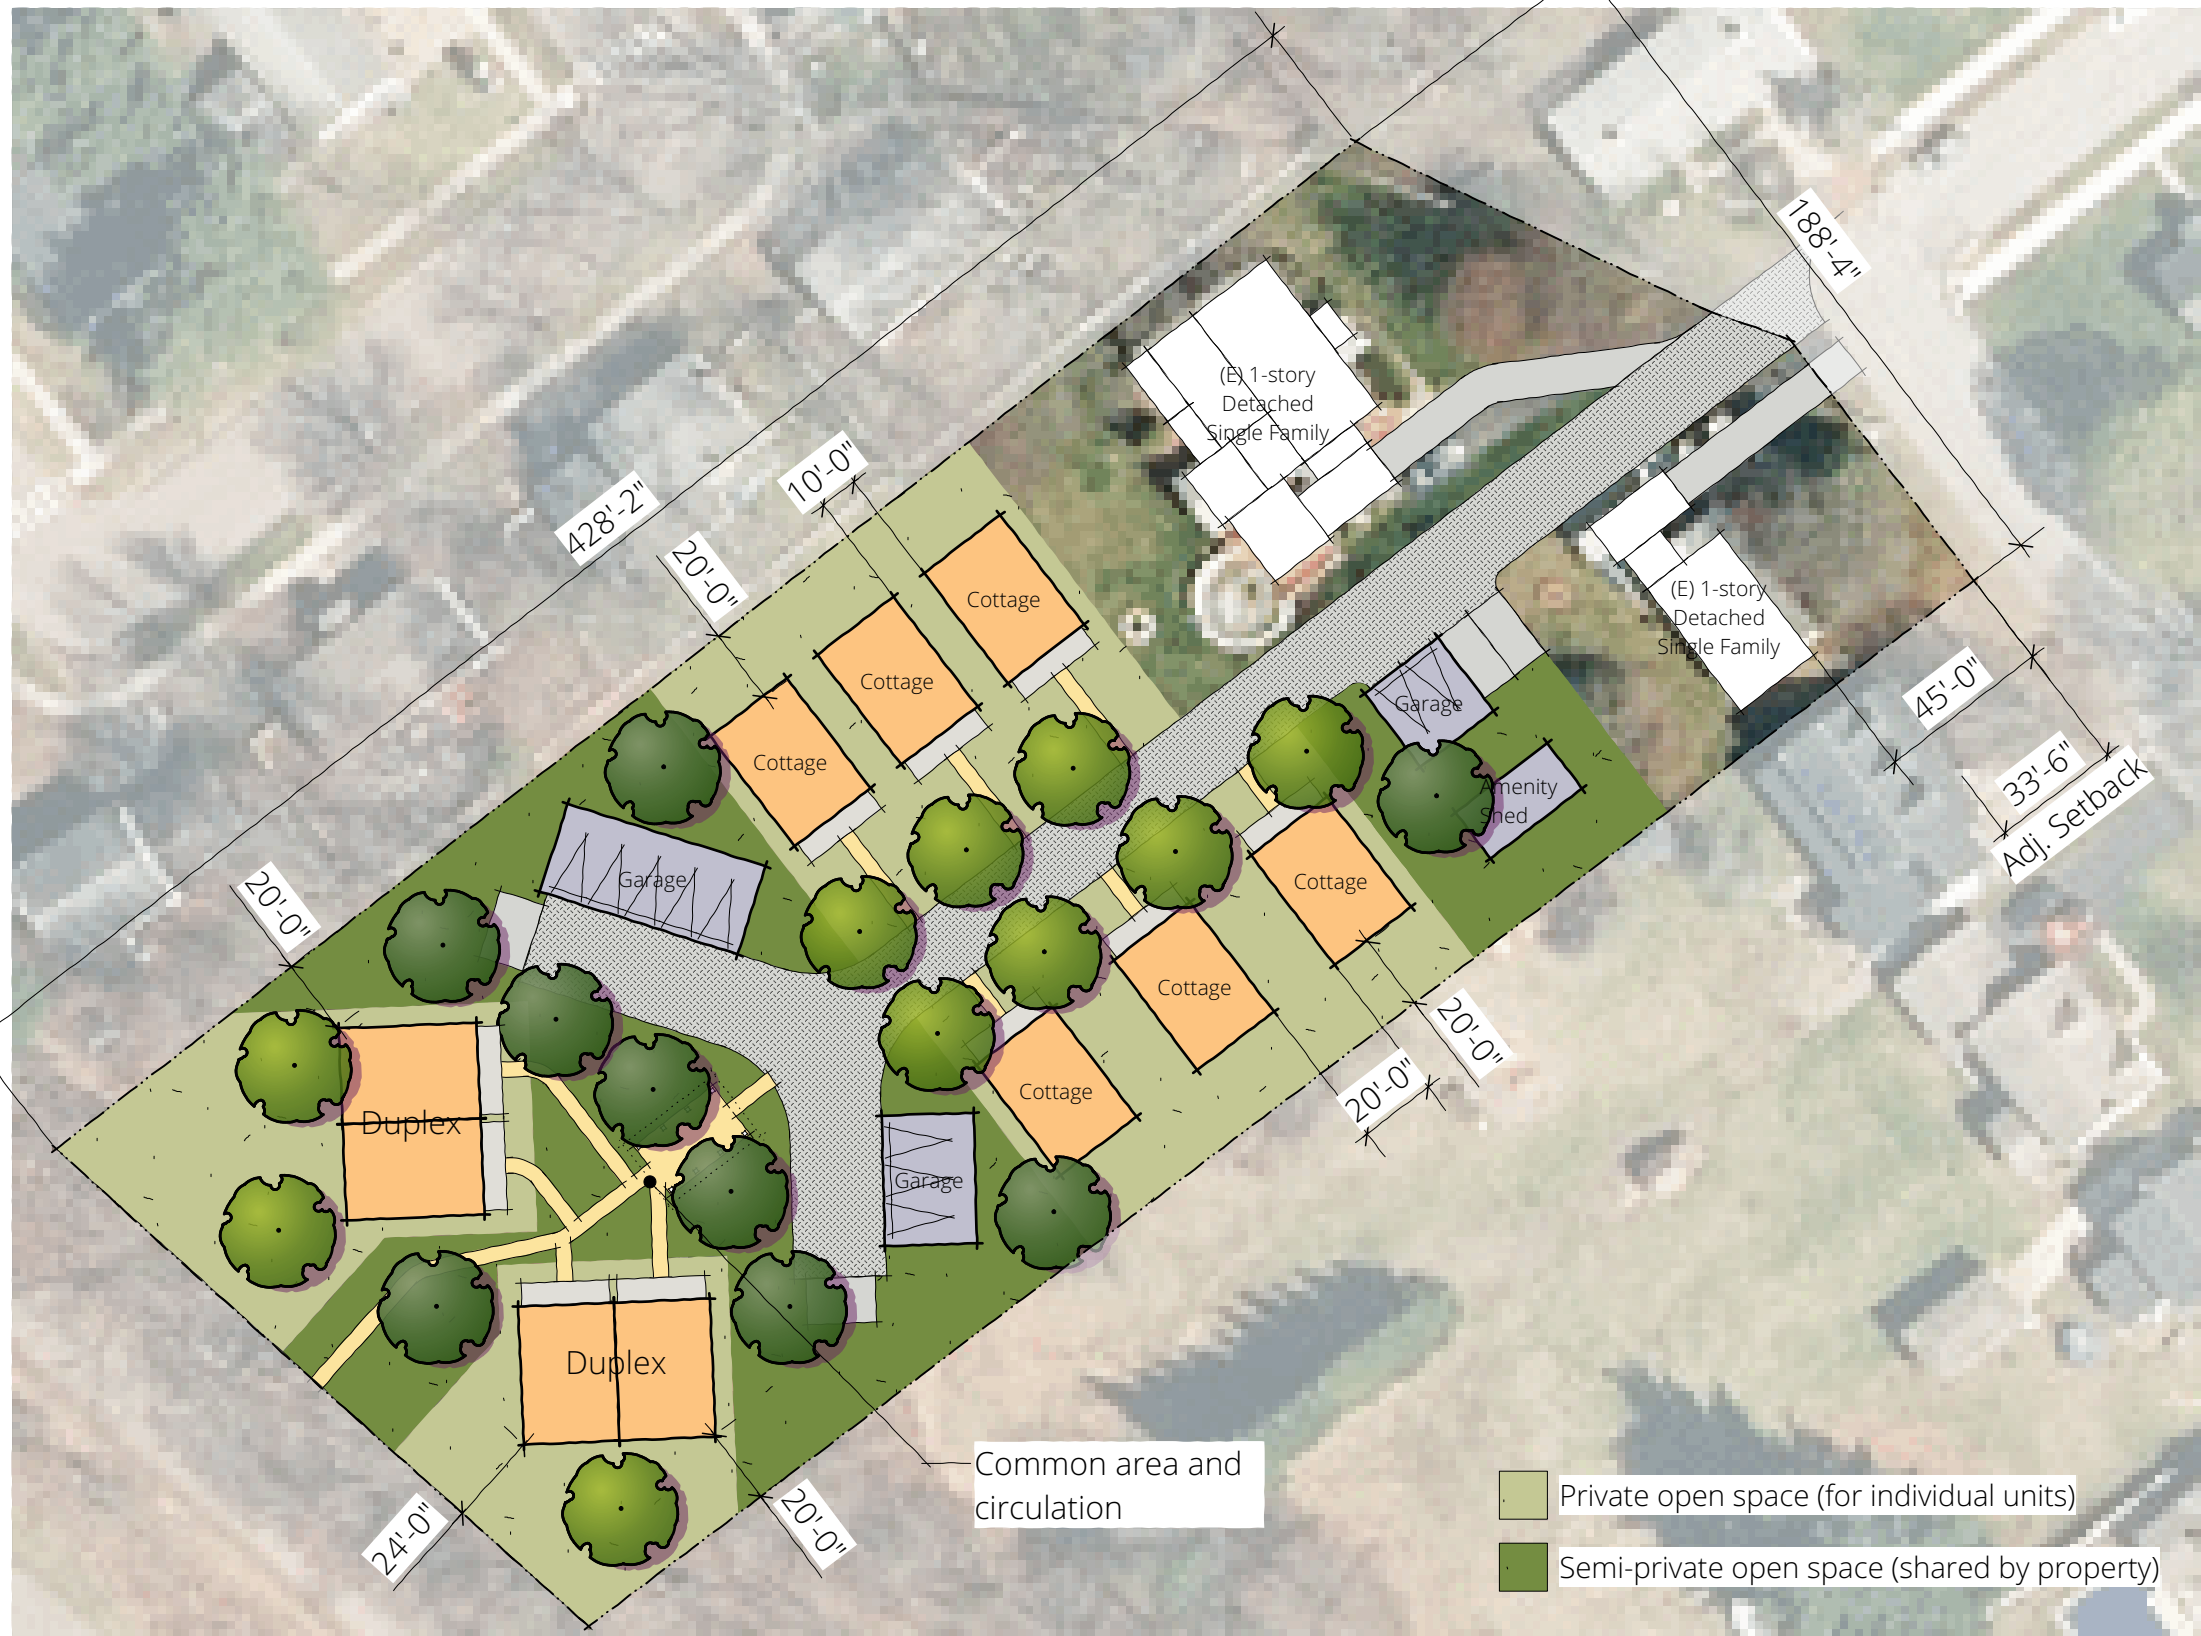 188'-4"
(E) 1-story
Detached
Single Family
10'-0"
428'-2"
20'-0"
Cottage
(E) 1-story
Detached
Single Family
Cottage
45'-0"
Garage
Cottage
33'-6"
Adj. Setback
Amenity
Shed
Garage
Cottage
20'-0"
Cottage
20'-0"
Cottage
20'-0"
Duplex
Garage
Duplex
Common area and
circulation
24'-0"
20'-0"
Private open space (for individual units)
Semi-private open space (shared by property)